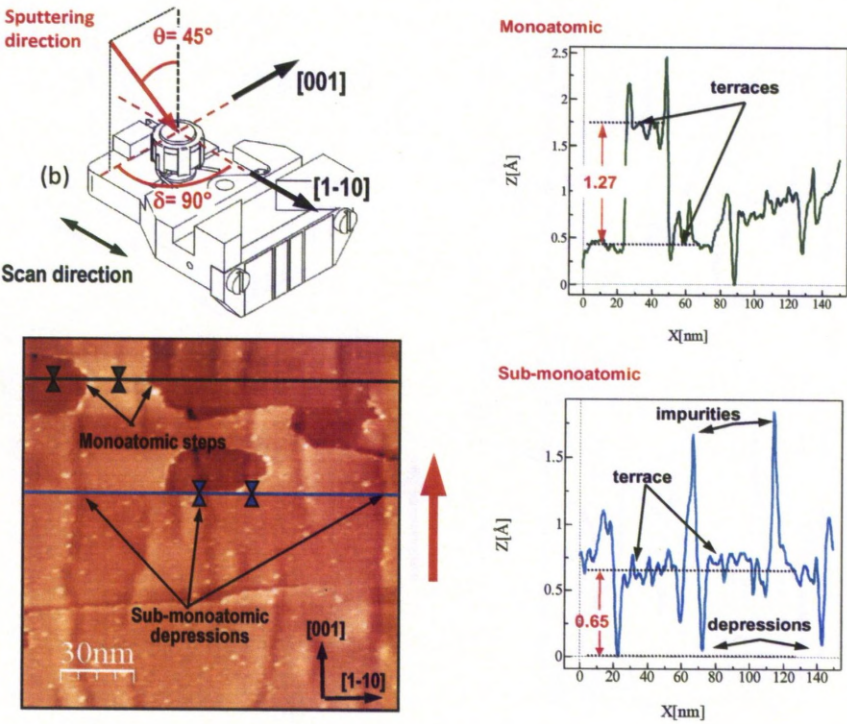 Sputtering
direction
θ= 45°
[001]
(b)
[1-10]
δ= 90°
Scan direction
Monoatomic
2.5
2
1.5
1
0.5
0
Z[Å]
terraces
1.27
0 20 40 60 80 100 120 140
X[nm]
Monoatomic steps
Sub-monoatomic
depressions
30nm
[001]
[1-10]
Sub-monoatomic
2
1.5
1
0.5
0
Z[Å]
impurities
terrace
0.65
depressions
0 20 40 60 80 100 120 140
X[nm]